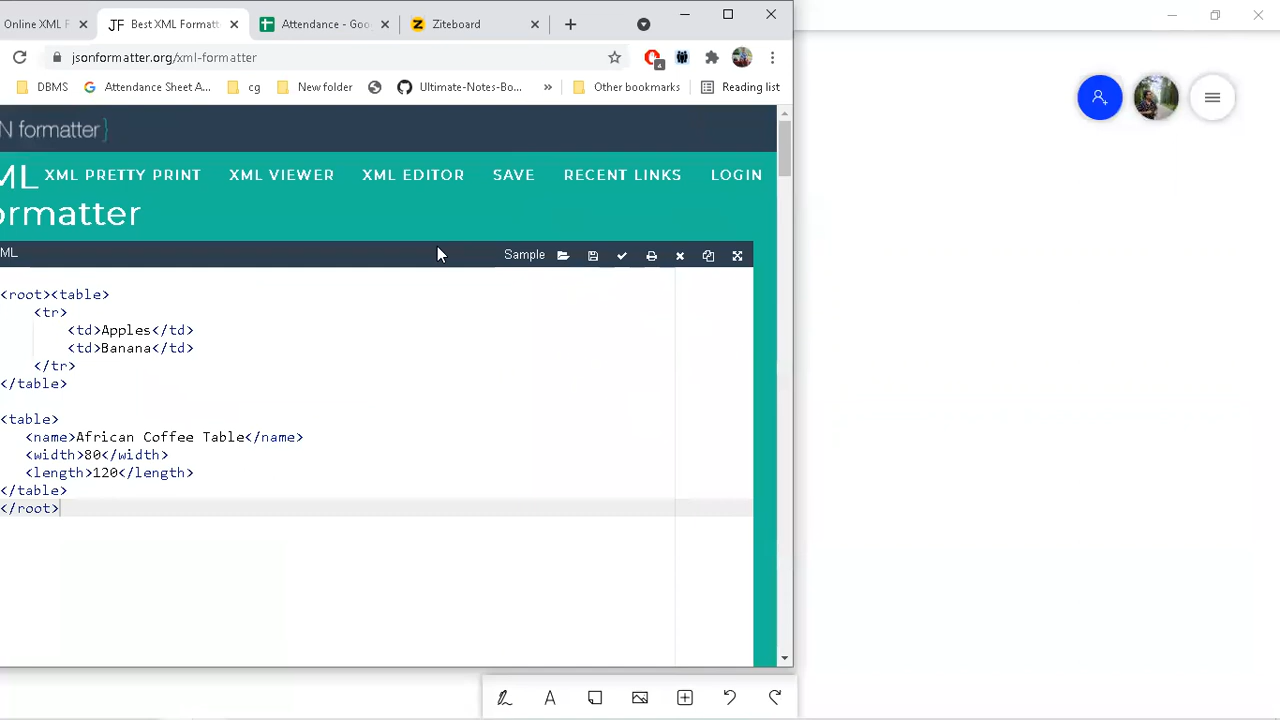 Online XML F
JF Best XML Formatt
Attendance - Goo
Ziteboard
jsonformatter.org/xml-formatter
4
DBMS
Attendance Sheet A...
cg
New folder
Ultimate-Notes-Bo...
»
Other bookmarks
Reading list
N formatter}
ML
ormatter
XML PRETTY PRINT
XML VIEWER
XML EDITOR
SAVE
RECENT LINKS
LOGIN
ML
Sample
<root><table>
<tr>
<td>Apples</td>
<td>Banana</td>
</tr>
</table>
<table>
<name>African Coffee Table</name>
<width>80</width>
<length>120</length>
</table>
</root>